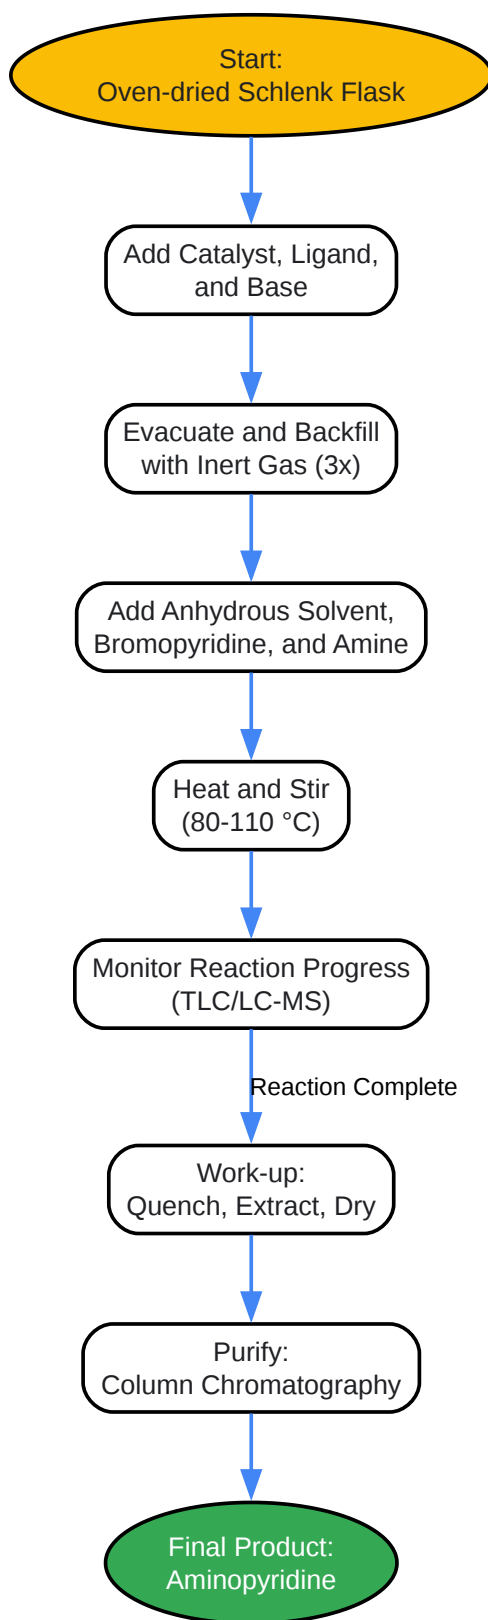 Start:
Oven-dried Schlenk Flask
Add Catalyst, Ligand,
and Base
Evacuate and Backfill
with Inert Gas (3x)
Add Anhydrous Solvent,
Bromopyridine, and Amine
Heat and Stir
(80-110 °C)
Monitor Reaction Progress
(TLC/LC-MS)
Reaction Complete
Work-up:
Quench, Extract, Dry
Purify:
Column Chromatography
Final Product:
Aminopyridine